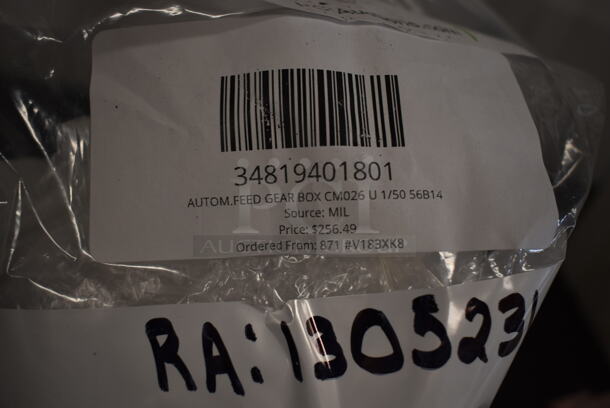 34819401801
AUTOM.FEED GEAR BOX CM026 U 1/50 56B14
Source: MIL
Price: $256.49
Ordered From: 871 #V183XK8
RA:1305231